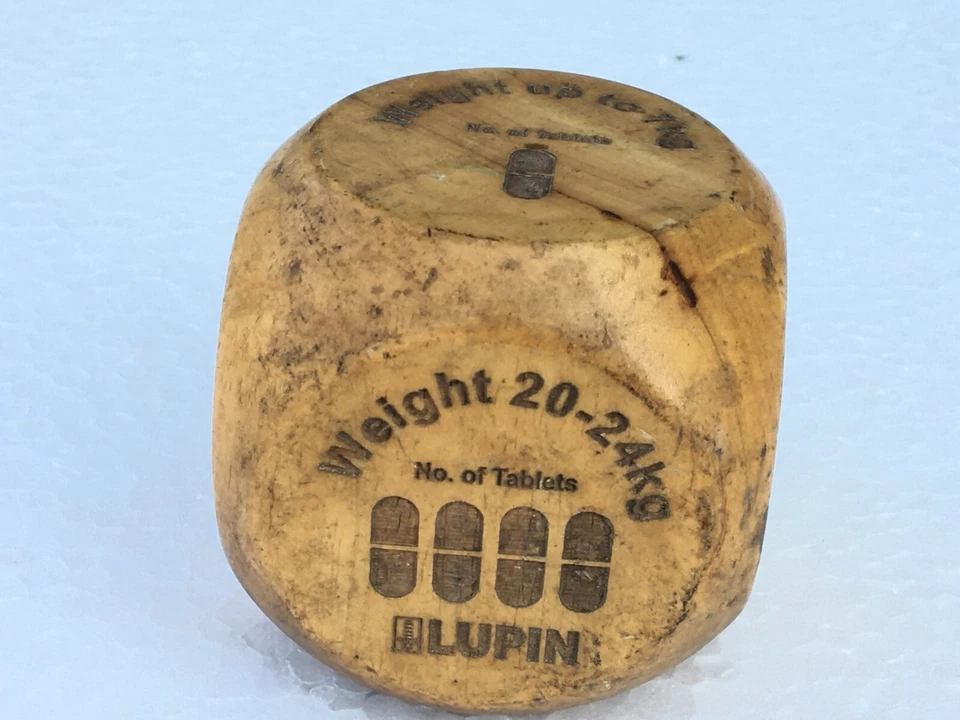 Weight up to 7kg
No. of Tablets
Weight 20-24kg
No. of Tablets
LUPIN